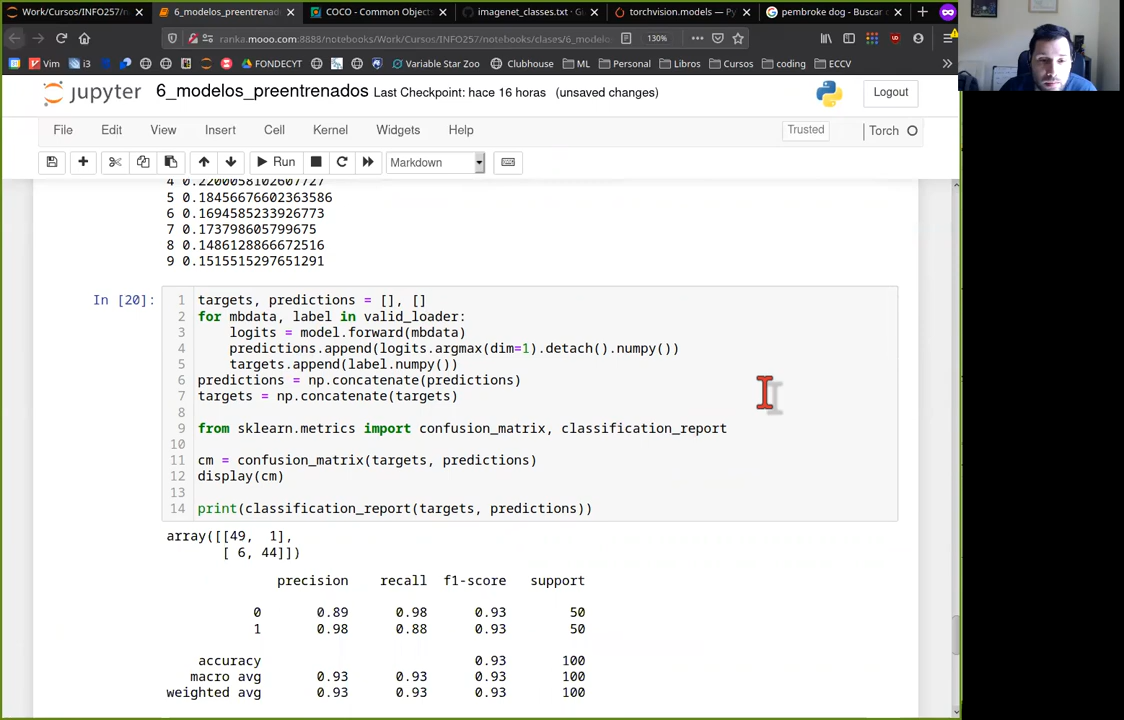 Work/Cursos/INFO257/n
6_modelos_preentrenados
COCO - Common Objects
imagenet_classes.txt · Gi
torchvision.models — Py
pembroke dog - Buscar c
ranka.mooo.com:8888/notebooks/Work/Cursos/INFO257/notebooks/clases/6_modelo
130%
Vim
i3
FONDECYT
Variable Star Zoo
Clubhouse
ML
Personal
Libros
Cursos
coding
ECCV
jupyter
6_modelos_preentrenados
Last Checkpoint: hace 16 horas (unsaved changes)
Logout
File Edit View Insert Cell Kernel Widgets Help
Trusted
Torch
Run
Markdown
4 0.2200058102607727
5 0.18456676602363586
6 0.1694585233926773
7 0.173798605799675
8 0.1486128866672516
9 0.1515515297651291
In [20]:
1 targets, predictions = [], []
2 for mbdata, label in valid_loader:
3 logits = model.forward(mbdata)
4 predictions.append(logits.argmax(dim=1).detach().numpy())
5 targets.append(label.numpy())
6 predictions = np.concatenate(predictions)
7 targets = np.concatenate(targets)
8
9 from sklearn.metrics import confusion_matrix, classification_report
10
11 cm = confusion_matrix(targets, predictions)
12 display(cm)
13
14 print(classification_report(targets, predictions))
array([[49, 1],
[ 6, 44]])
precision recall f1-score support
0 0.89 0.98 0.93 50
1 0.98 0.88 0.93 50
accuracy 0.93 100
macro avg 0.93 0.93 0.93 100
weighted avg 0.93 0.93 0.93 100